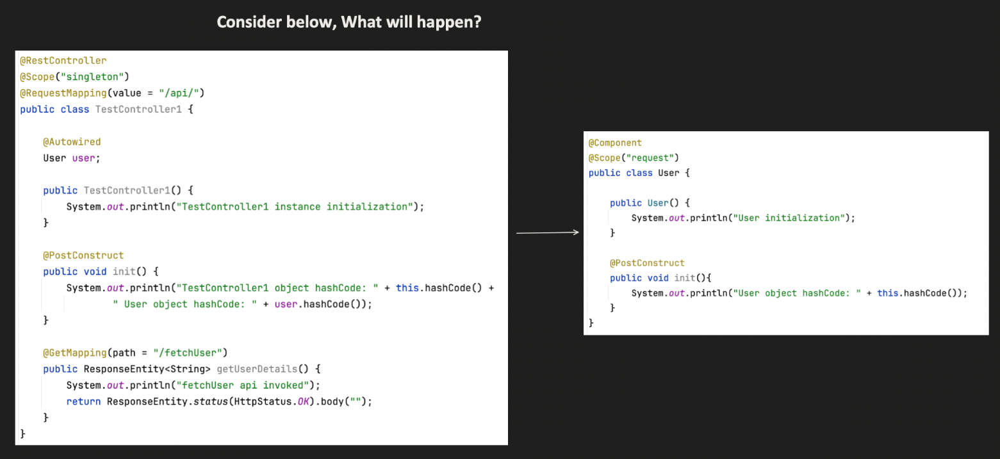 Consider below, What will happen?
@RestController
@Scope("singleton")
@RequestMapping(value = "/api/")
public class TestController1 {
@Autowired
User user;
public TestController1() {
System.out.println("TestController1 instance initialization");
}
@PostConstruct
public void init() {
System.out.println("TestController1 object hashCode: " + this.hashCode() +
" User object hashCode: " + user.hashCode());
}
@GetMapping(path = "/fetchUser")
public ResponseEntity<String> getUserDetails() {
System.out.println("fetchUser api invoked");
return ResponseEntity.status(HttpStatus.OK).body("");
}
}
@Component
@Scope("request")
public class User {
public User() {
System.out.println("User initialization");
}
@PostConstruct
public void init(){
System.out.println("User object hashCode: " + this.hashCode());
}
}